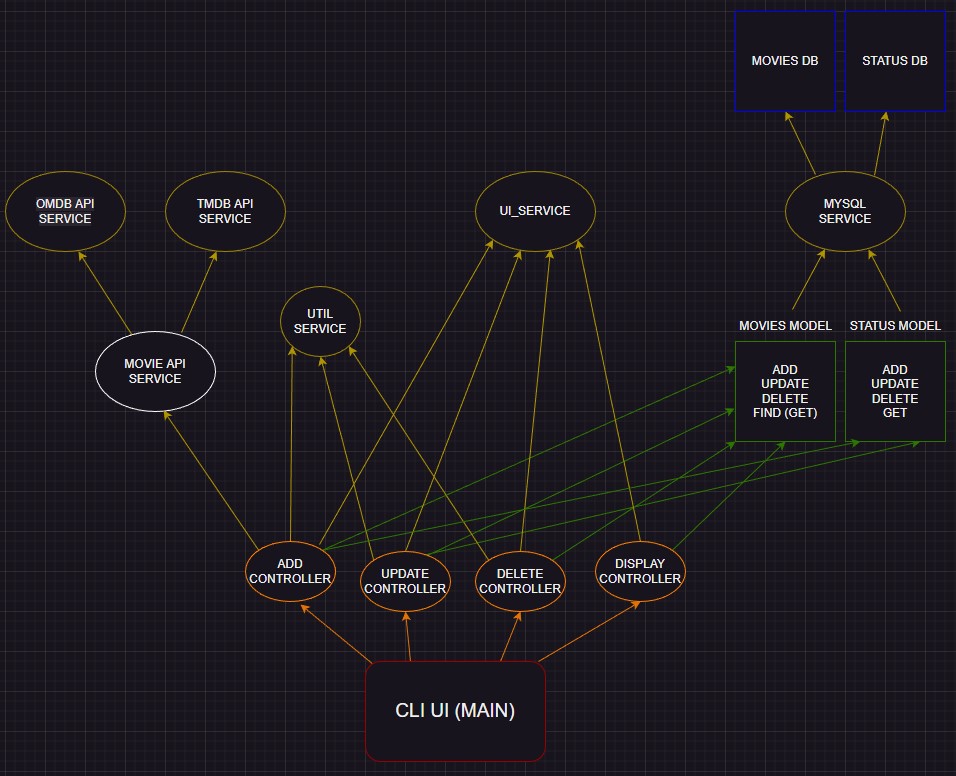 MOVIES DB
STATUS DB
OMDB API
SERVICE
TMDB API
SERVICE
UI_SERVICE
MYSQL
SERVICE
UTIL
SERVICE
MOVIE API
SERVICE
MOVIES MODEL
STATUS MODEL
ADD
UPDATE
DELETE
FIND (GET)
ADD
UPDATE
DELETE
GET
ADD
CONTROLLER
UPDATE
CONTROLLER
DELETE
CONTROLLER
DISPLAY
CONTROLLER
CLI UI (MAIN)